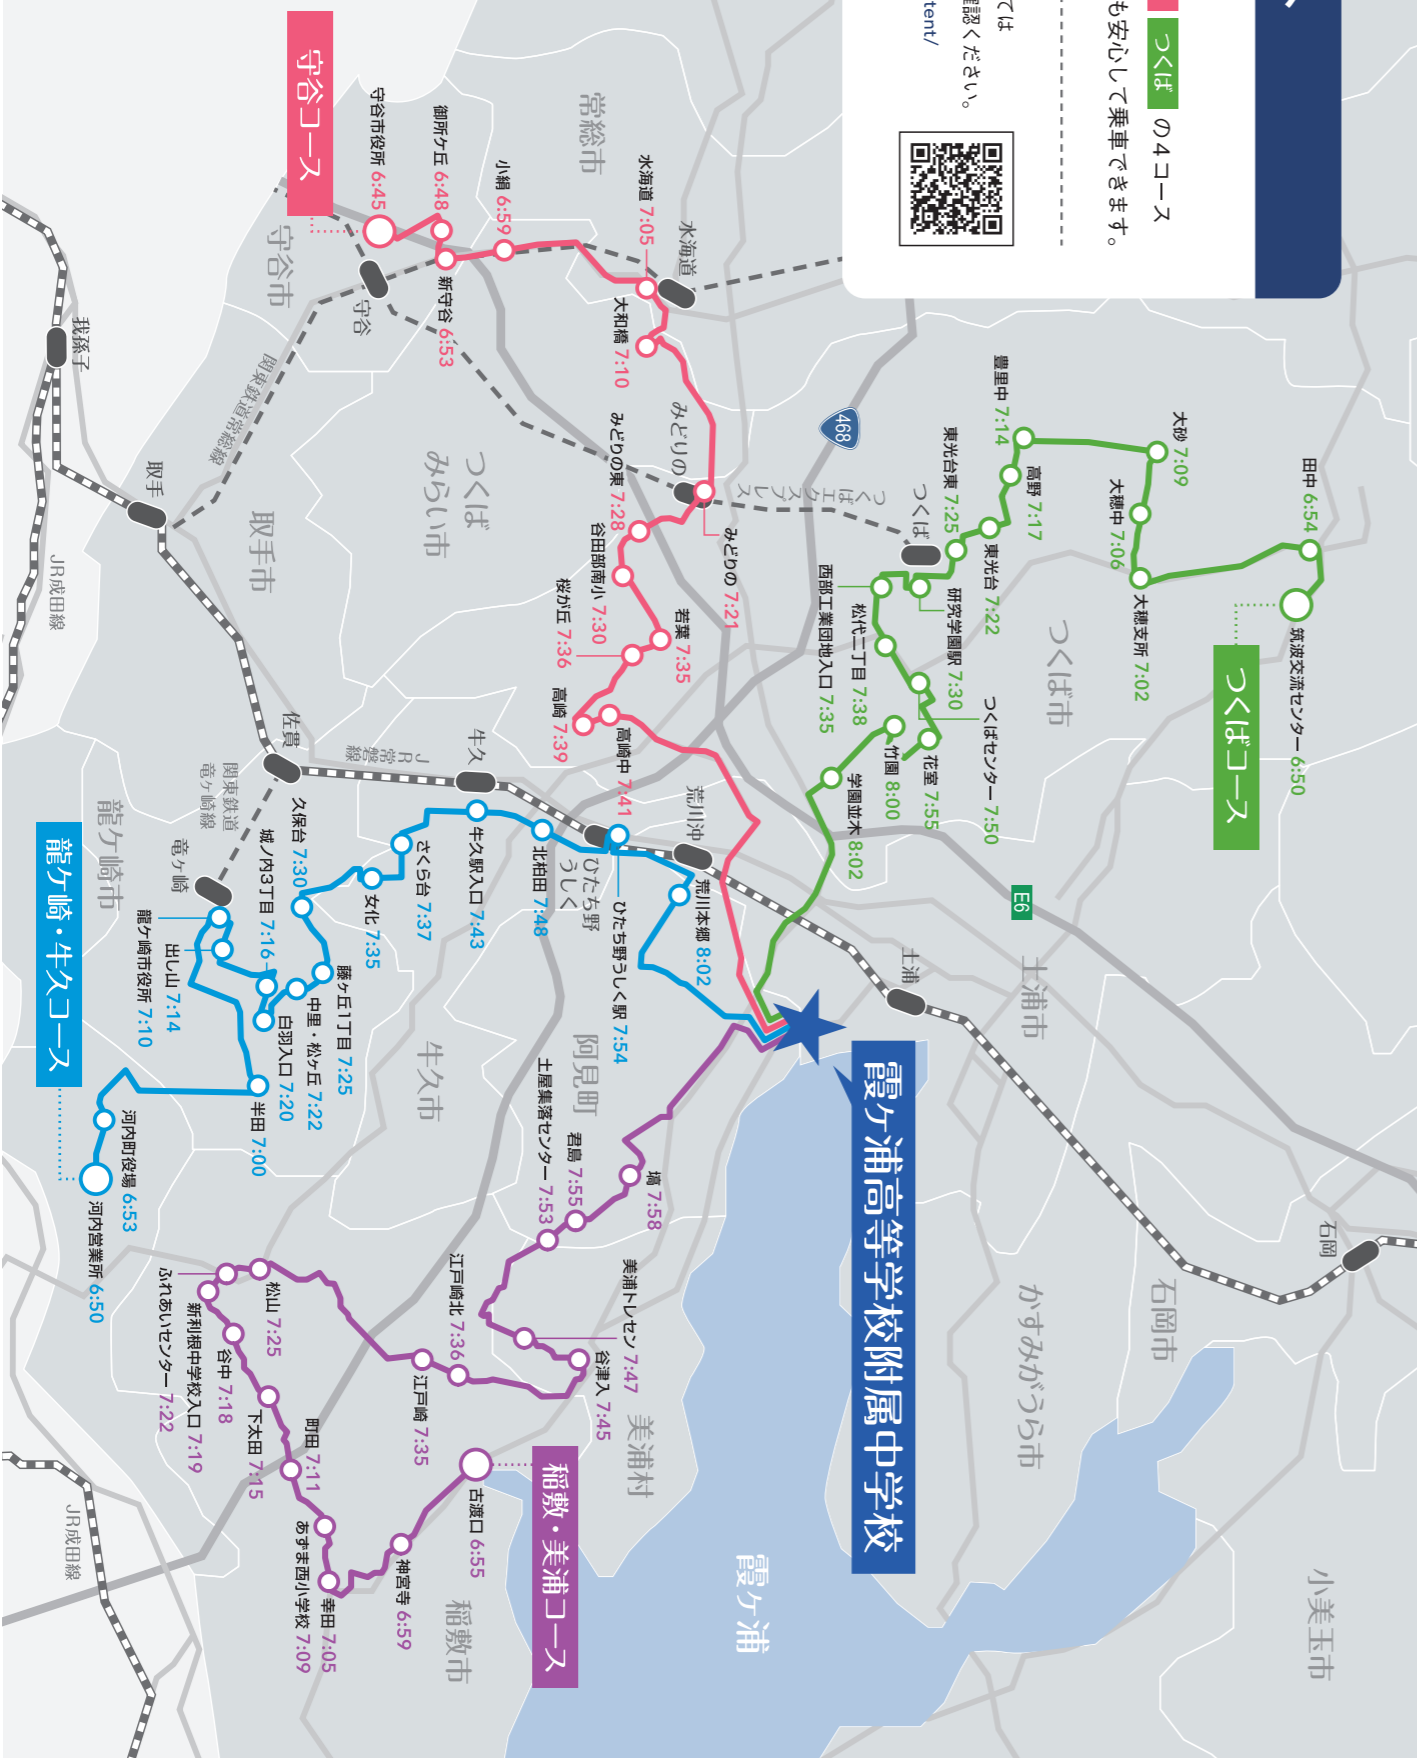 つくば の4コース
も安心して乗車できます。
ては
確認ください。
tent/
つくばコース
筑波交流センター 6:50
田中 6:54
大穂支所 7:02
大穂中 7:06
大砂 7:09
豊里中 7:14
高野 7:17
東光台 7:22
東光台東 7:25
研究学園駅 7:30
西部工業団地入口 7:35
松代二丁目 7:38
つくばセンター 7:50
花室 7:55
竹園 8:00
学園並木 8:02
守谷コース
守谷市役所 6:45
御所ケ丘 6:48
新守谷 6:53
小絹 6:59
水海道 7:05
大和橋 7:10
みどりの 7:21
みどりの東 7:28
谷田部南小 7:30
若葉 7:35
桜が丘 7:36
高崎 7:39
高崎中 7:41
龍ケ崎・牛久コース
河内営業所 6:50
河内町役場 6:53
半田 7:00
龍ケ崎市役所 7:10
出し山 7:14
城ノ内3丁目 7:16
白羽入口 7:20
中里・松ヶ丘 7:22
藤ヶ丘1丁目 7:25
久保台 7:30
女化 7:35
さくら台 7:37
牛久駅入口 7:43
北柏田 7:48
ひたち野うしく駅 7:54
荒川本郷 8:02
稲敷・美浦コース
古渡口 6:55
神宮寺 6:59
幸田 7:05
あずま西小学校 7:09
町田 7:11
下太田 7:15
谷中 7:18
新利根中学校入口 7:19
ふれあいセンター 7:22
松山 7:25
江戸崎 7:35
江戸崎北 7:36
谷津入 7:45
美浦トレセン 7:47
土屋集落センター 7:53
君島 7:55
塙 7:58
霞ヶ浦高等学校附属中学校
霞ヶ浦
小美玉市
石岡市
石岡
かすみがうら市
土浦市
土浦
E6
つくば市
つくば
468
つくばエクスプレス
みどりの
水海道
常総市
守谷市
守谷
関東鉄道常総線
つくば
みらい市
取手市
取手
我孫子
JR成田線
佐貫
JR常磐線
牛久
ひたち野
うしく
荒川沖
関東鉄道
竜ヶ崎線
竜ヶ崎
龍ケ崎市
牛久市
阿見町
美浦村
稲敷市
JR成田線